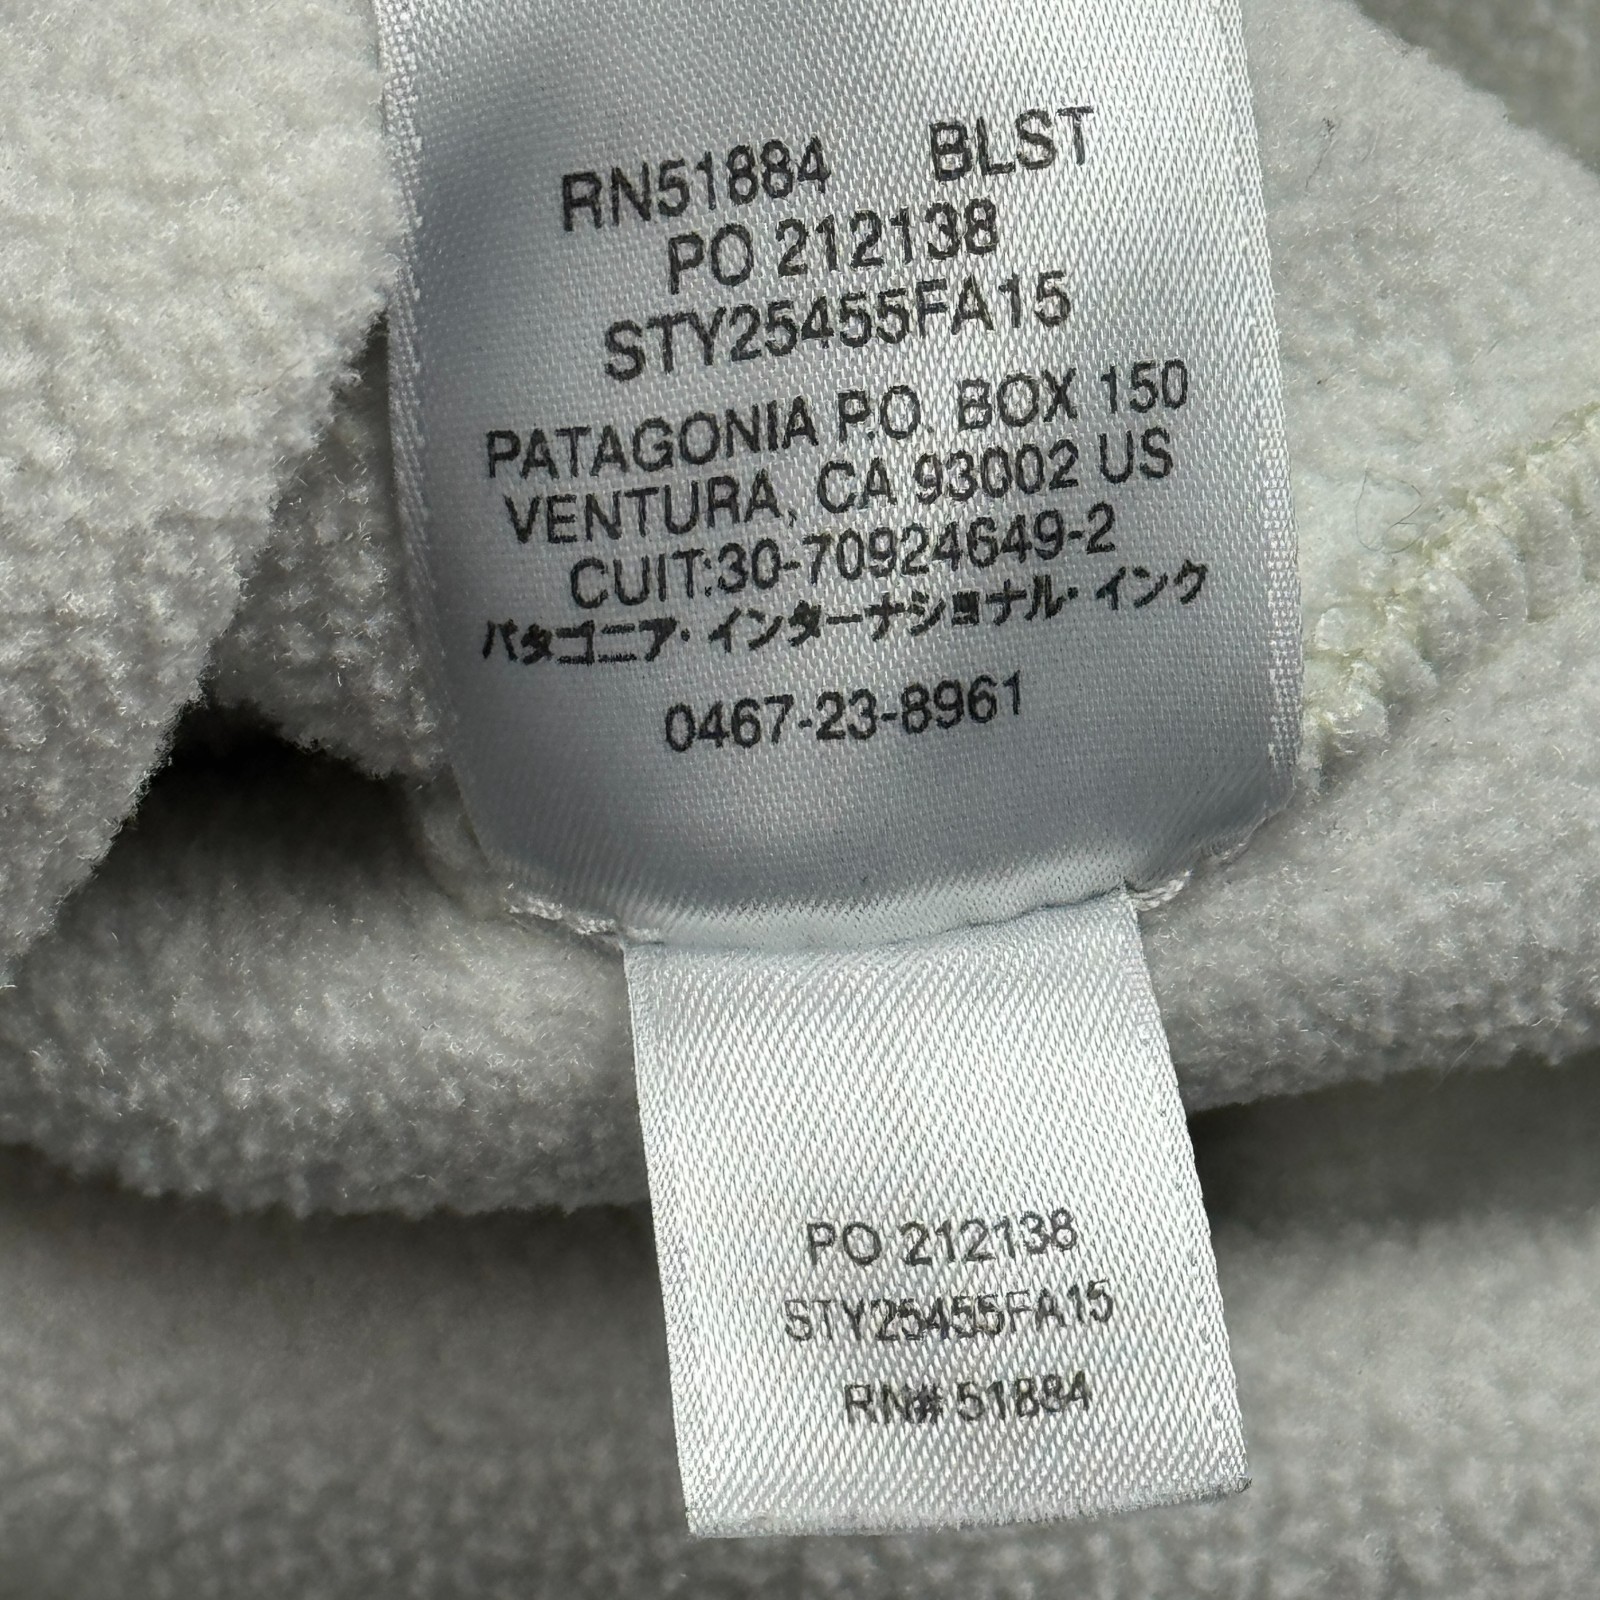 RN51884 BLST
PO 212138
STY25455FA15
PATAGONIA P.O. BOX 150
VENTURA, CA 93002 US
CUIT:30-70924649-2
パタゴニア・インターナショナル・インク
0467-23-8961
PO 212138
STY25455FA15
RN# 51884